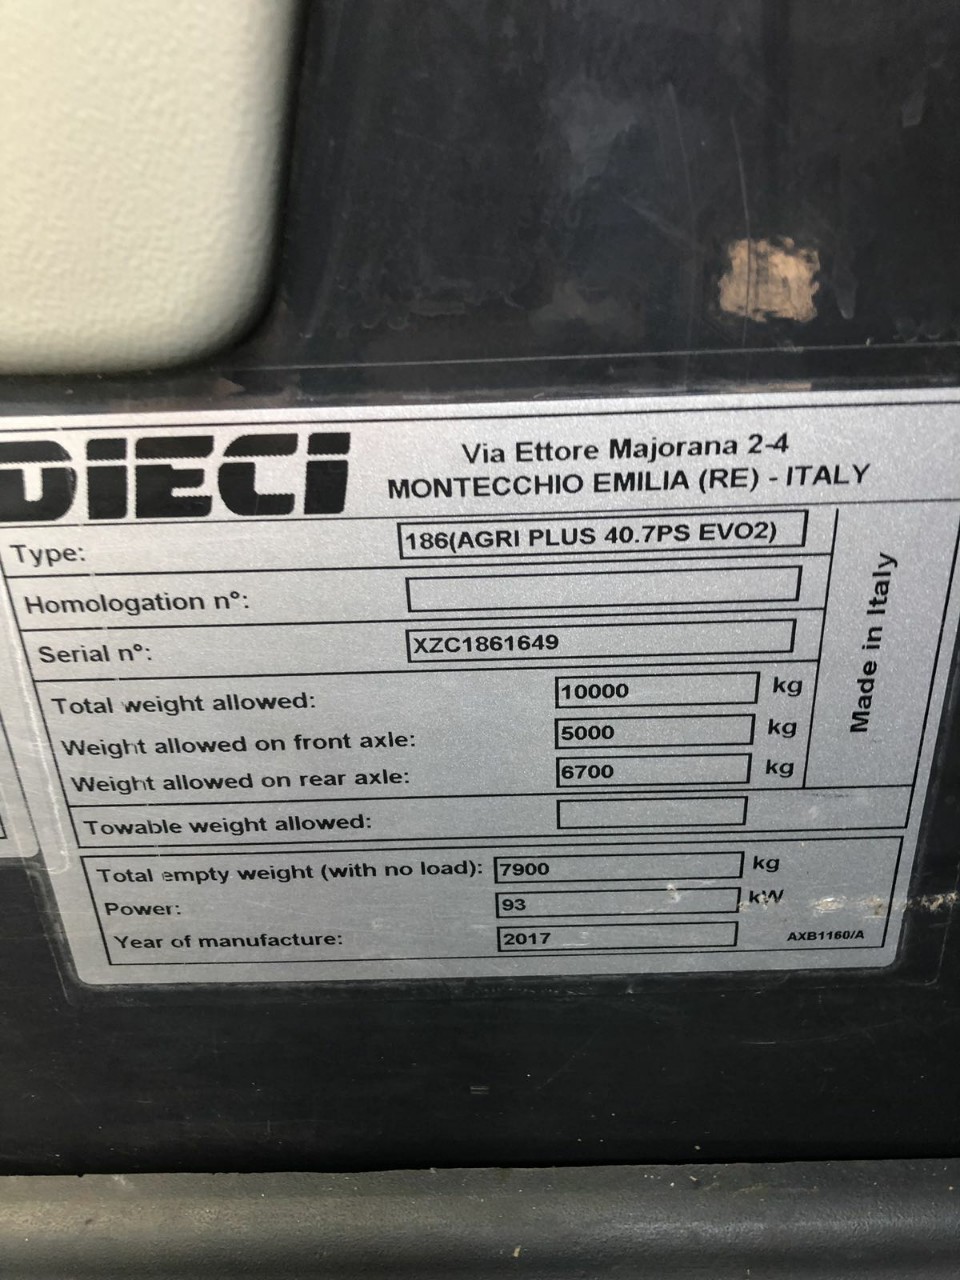 DIECI
Via Ettore Majorana 2-4
MONTECCHIO EMILIA (RE) - ITALY
Type: 186(AGRI PLUS 40.7PS EVO2)
Homologation n°:
Serial n°: XZC1861649
Made in Italy
Total weight allowed: 10000 kg
Weight allowed on front axle: 5000 kg
Weight allowed on rear axle: 6700 kg
Towable weight allowed:
Total empty weight (with no load): 7900 kg
Power: 93 kW
Year of manufacture: 2017
AXB1160/A